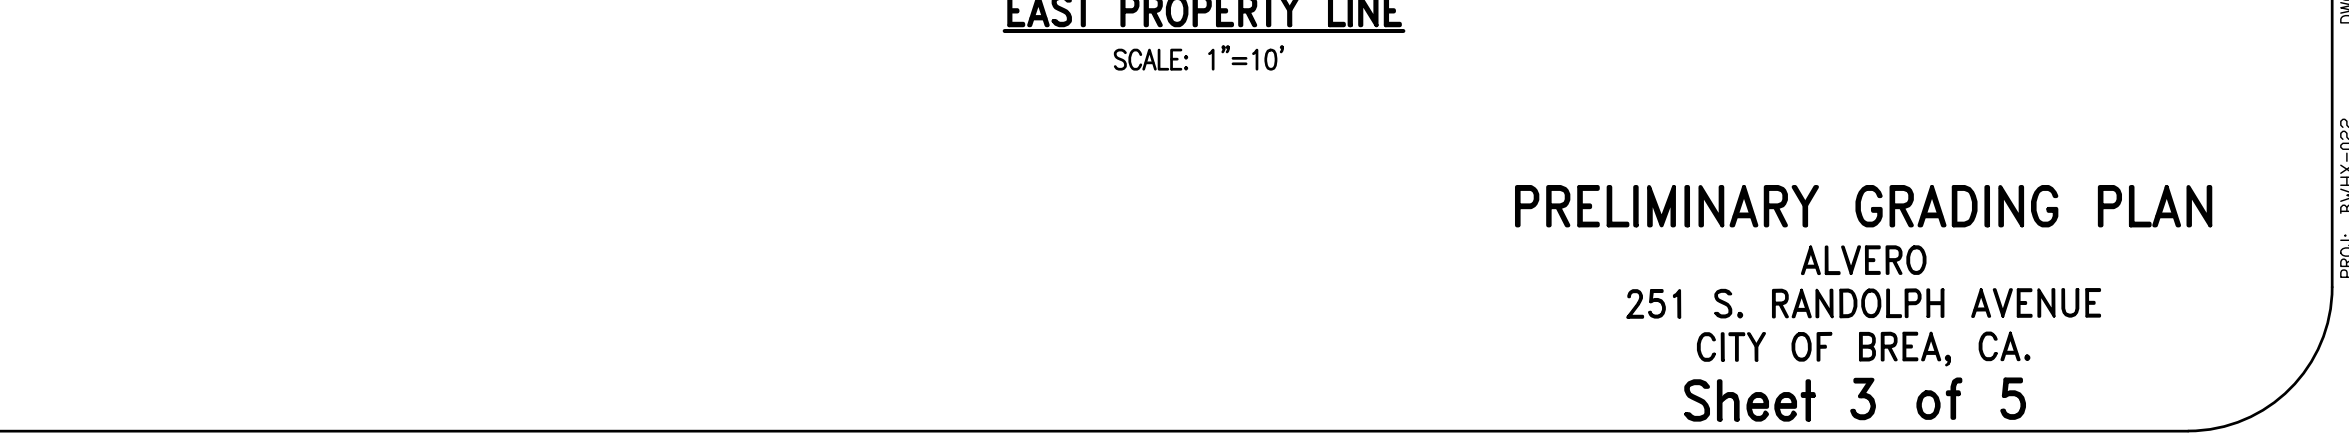 EAST PROPERTY LINE
SCALE: 1"=10'
PRELIMINARY GRADING PLAN
ALVERO
251 S. RANDOLPH AVENUE
CITY OF BREA, CA.
Sheet 3 of 5
PROJ: